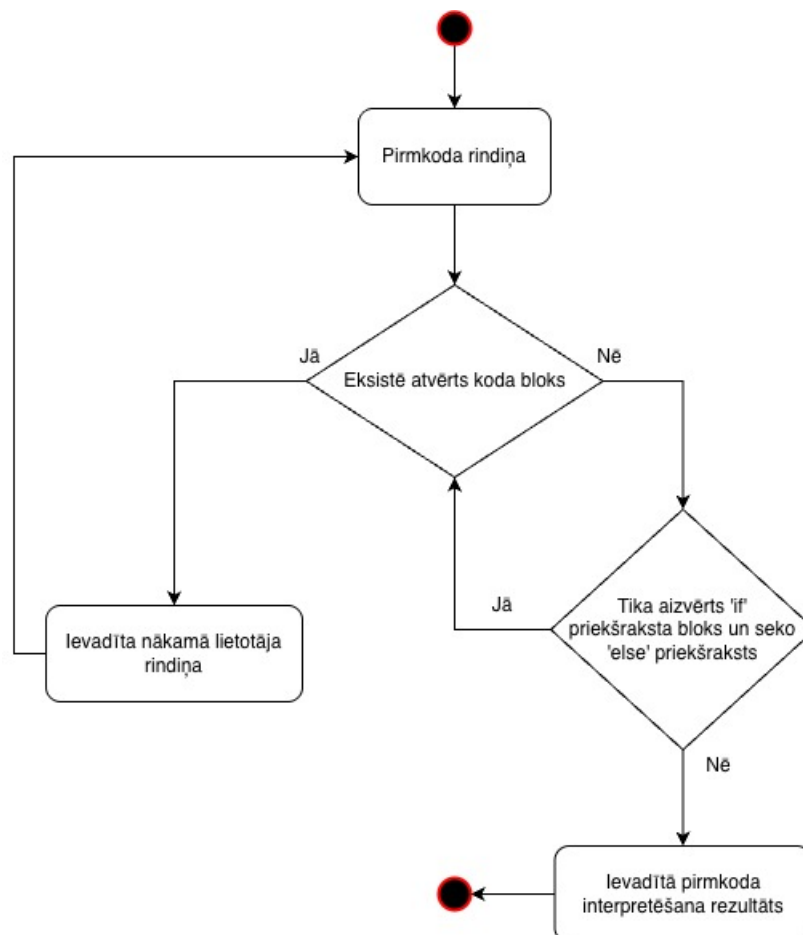 Pirmkoda rindiņa
Jā
Nē
Eksistē atvērts koda bloks
Jā
Tika aizvērts 'if'
priekšraksta bloks un seko
'else' priekšraksts
Ievadīta nākamā lietotāja
rindiņa
Nē
Ievadītā pirmkoda
interpretēšana rezultāts